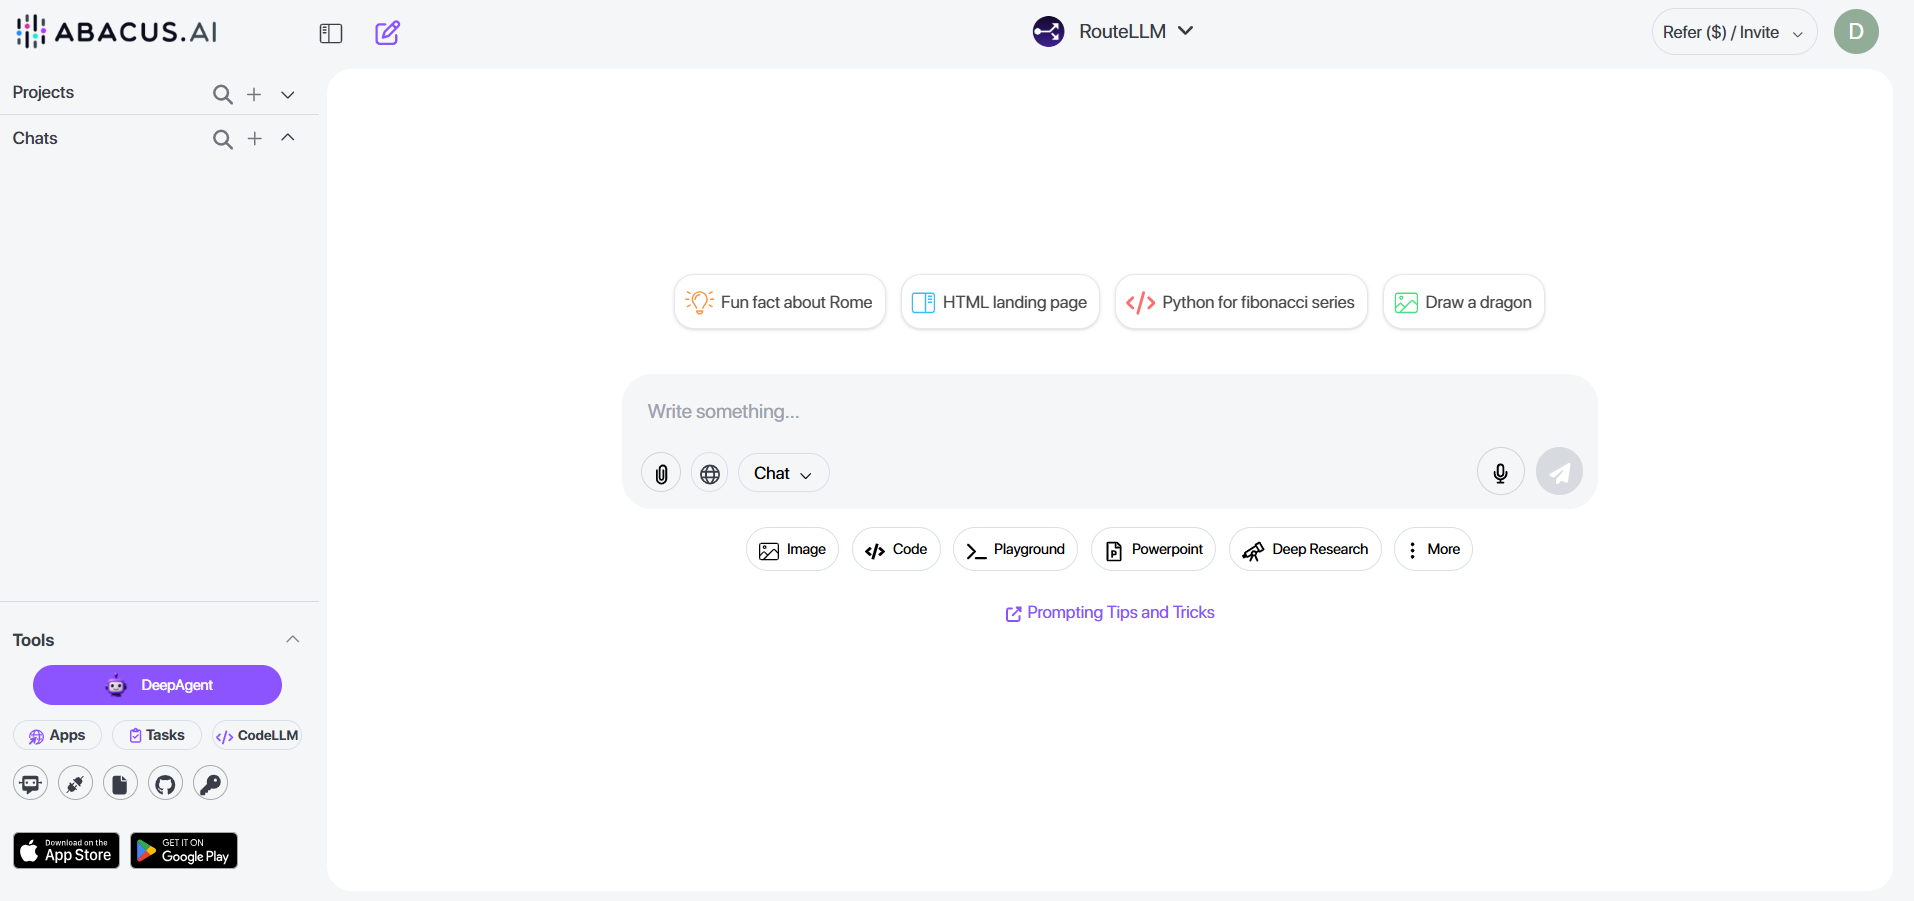 ABACUS.AI
RouteLLM
Refer ($) / Invite
D
Projects
Chats
Fun fact about Rome
HTML landing page
Python for fibonacci series
Draw a dragon
Write something...
Chat
Image
Code
Playground
Powerpoint
Deep Research
More
Prompting Tips and Tricks
Tools
DeepAgent
Apps
Tasks
CodeLLM
Download on the
App Store
GET IT ON
Google Play